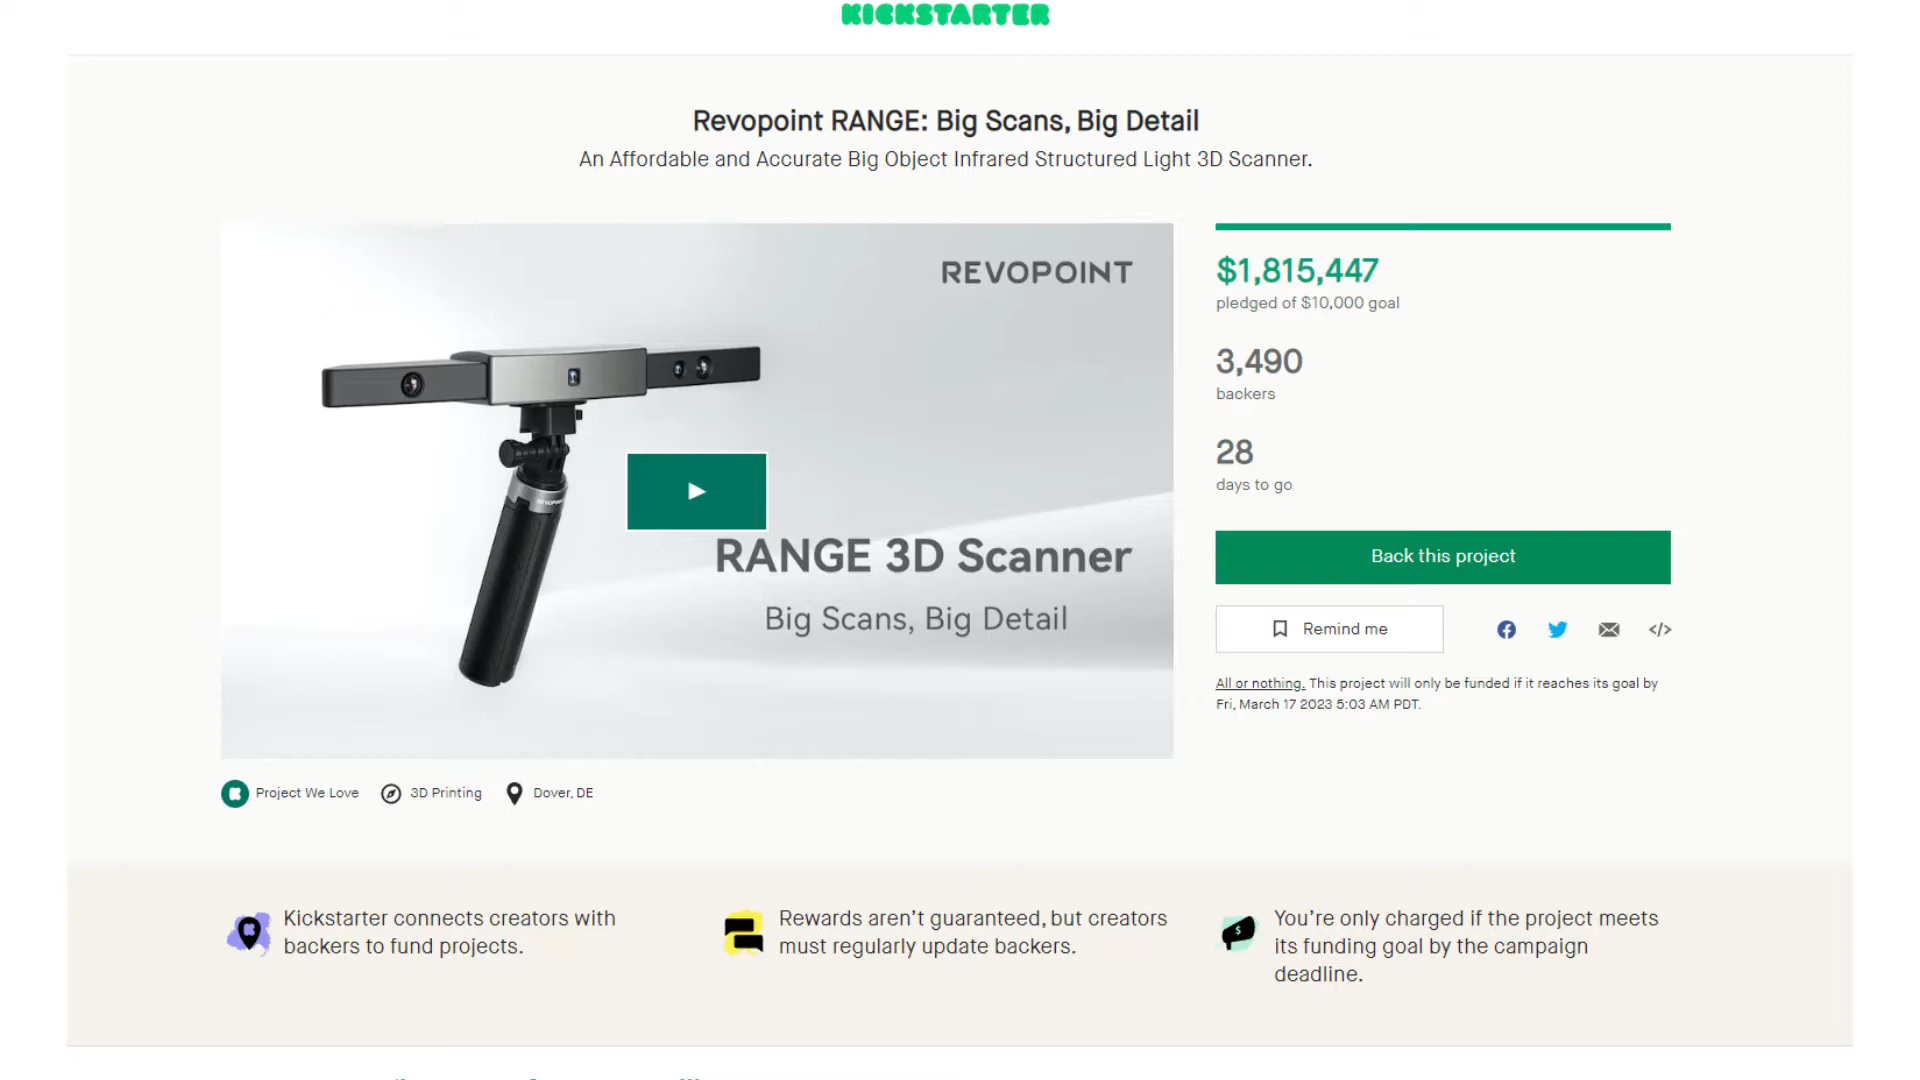 KICKSTARTER
Revopoint RANGE: Big Scans, Big Detail
An Affordable and Accurate Big Object Infrared Structured Light 3D Scanner.
REVOPOINT
RANGE 3D Scanner
Big Scans, Big Detail
$1,815,447
pledged of $10,000 goal
3,490
backers
28
days to go
Back this project
Remind me
All or nothing. This project will only be funded if it reaches its goal by
Fri, March 17 2023 5:03 AM PDT.
Project We Love
3D Printing
Dover, DE
Kickstarter connects creators with
backers to fund projects.
Rewards aren't guaranteed, but creators
must regularly update backers.
You're only charged if the project meets
its funding goal by the campaign
deadline.